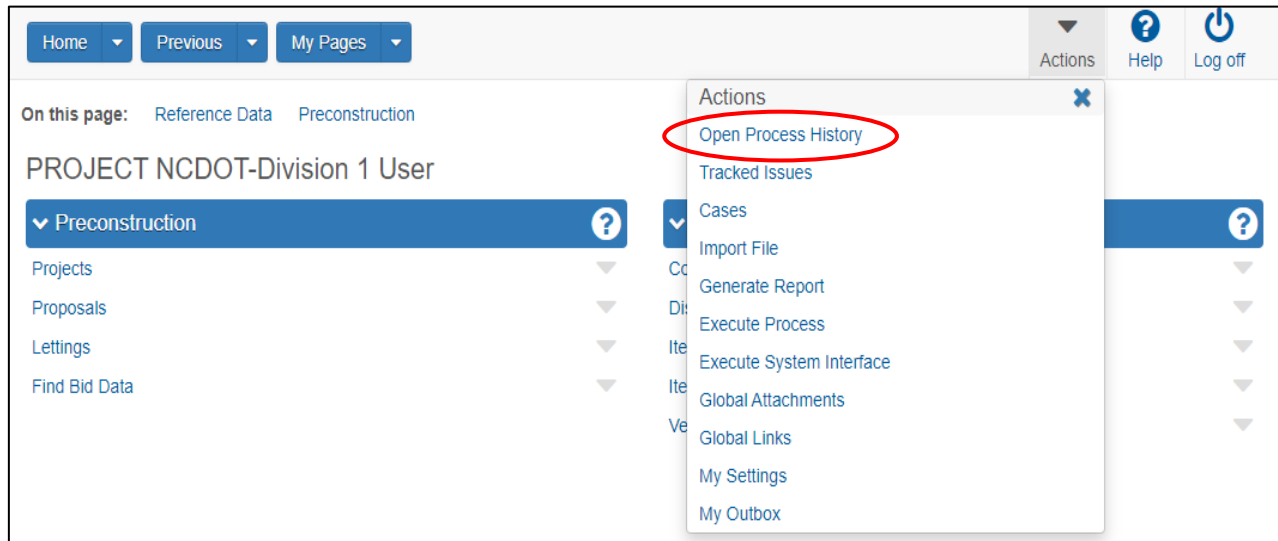 Home Previous My Pages
Actions Help Log off
On this page: Reference Data Preconstruction
PROJECT NCDOT-Division 1 User
Preconstruction
Projects
Proposals
Lettings
Find Bid Data
Actions
Open Process History
Tracked Issues
Cases
Import File
Generate Report
Execute Process
Execute System Interface
Global Attachments
Global Links
My Settings
My Outbox